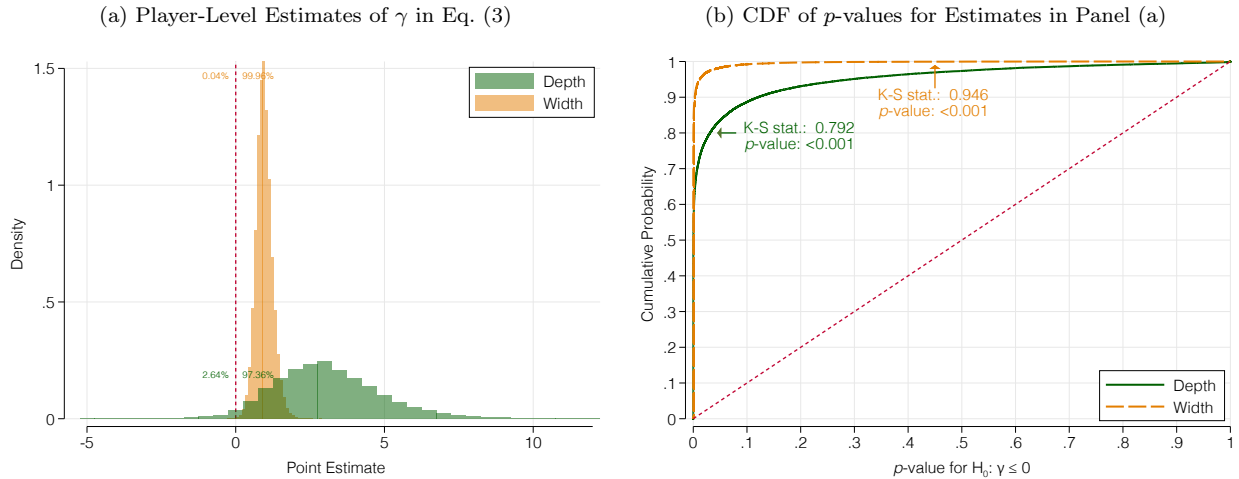 (a) Player-Level Estimates of γ in Eq. (3)
1.5
1
.5
0
Density
0.04% 99.96%
2.64% 97.36%
Depth
Width
-5 0 5 10
Point Estimate
(b) CDF of p-values for Estimates in Panel (a)
1
.9
.8
.7
.6
.5
.4
.3
.2
.1
0
Cumulative Probability
K-S stat.: 0.946
p-value: <0.001
K-S stat.: 0.792
p-value: <0.001
Depth
Width
0 .1 .2 .3 .4 .5 .6 .7 .8 .9 1
p-value for H₀: γ ≤ 0